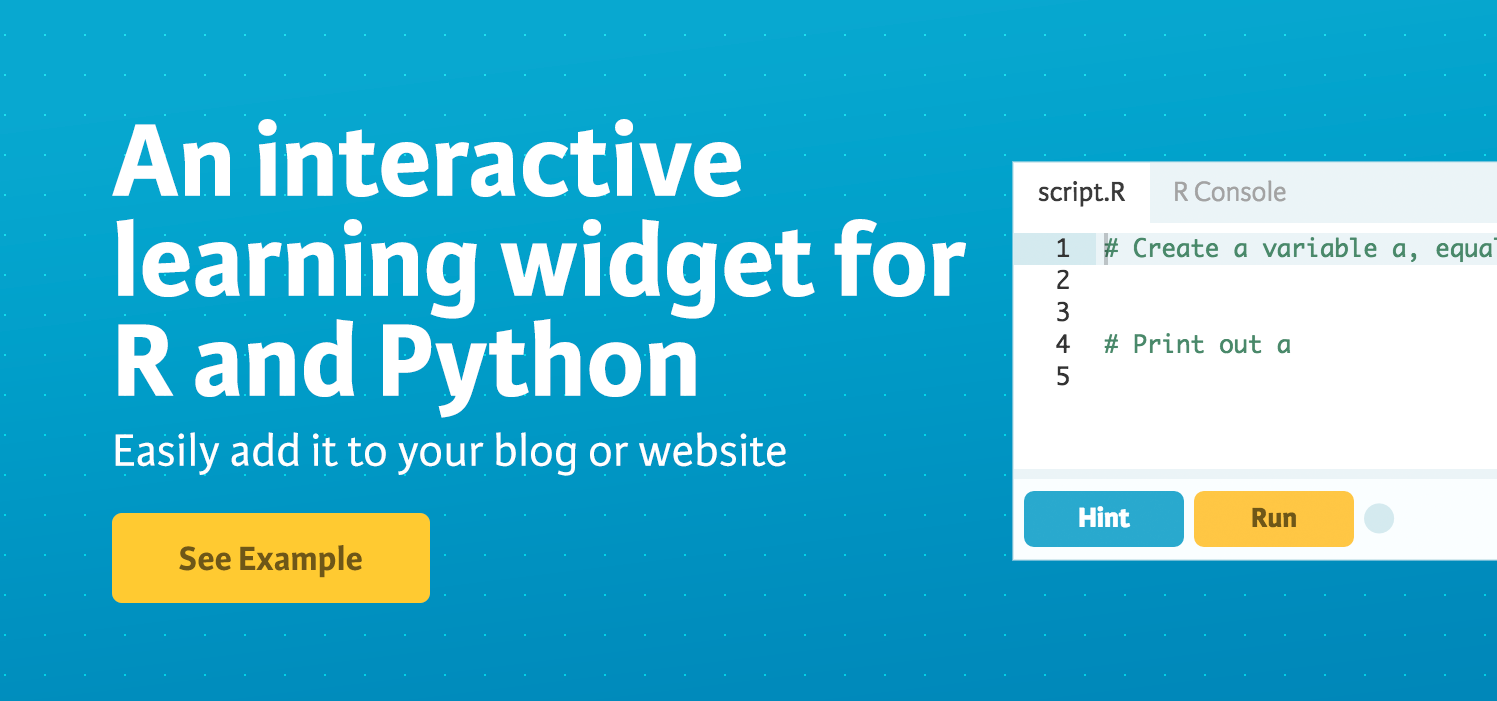 An interactive
learning widget for
R and Python
Easily add it to your blog or website
See Example
script.R R Console
1 # Create a variable a, equal
2
3
4 # Print out a
5
Hint Run